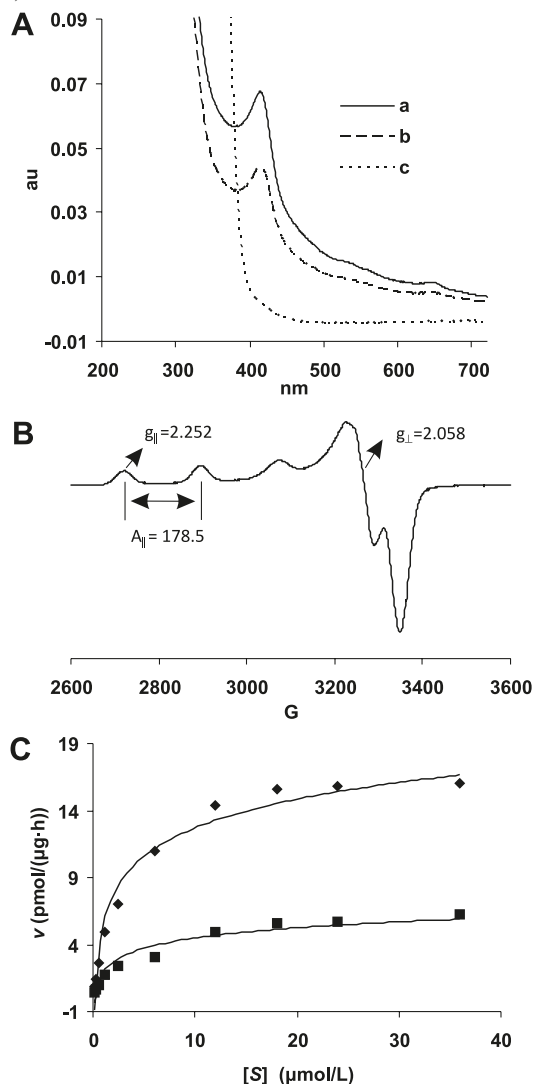 A
0.09
0.07
0.05
0.03
0.01
-0.01
au
a
b
c
200 300 400 500 600 700
nm
B
g∥=2.252
g⊥=2.058
A∥=178.5
2600 2800 3000 3200 3400 3600
G
C
19
14
9
4
-1
v (pmol/(µg·h))
0 10 20 30 40
[S] (µmol/L)